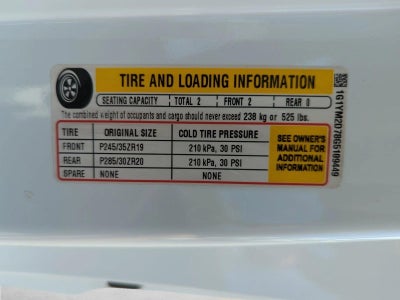 TIRE AND LOADING INFORMATION
SEATING CAPACITY TOTAL 2 FRONT 2 REAR 0
The combined weight of occupants and cargo should never exceed 238 kg or 525 lbs.
TIRE ORIGINAL SIZE COLD TIRE PRESSURE
FRONT P245/35ZR19 210 kPa, 30 PSI
REAR P285/30ZR20 210 kPa, 30 PSI
SPARE NONE NONE
SEE OWNER'S
MANUAL FOR
ADDITIONAL
INFORMATION
1G1YM2D78G5109449